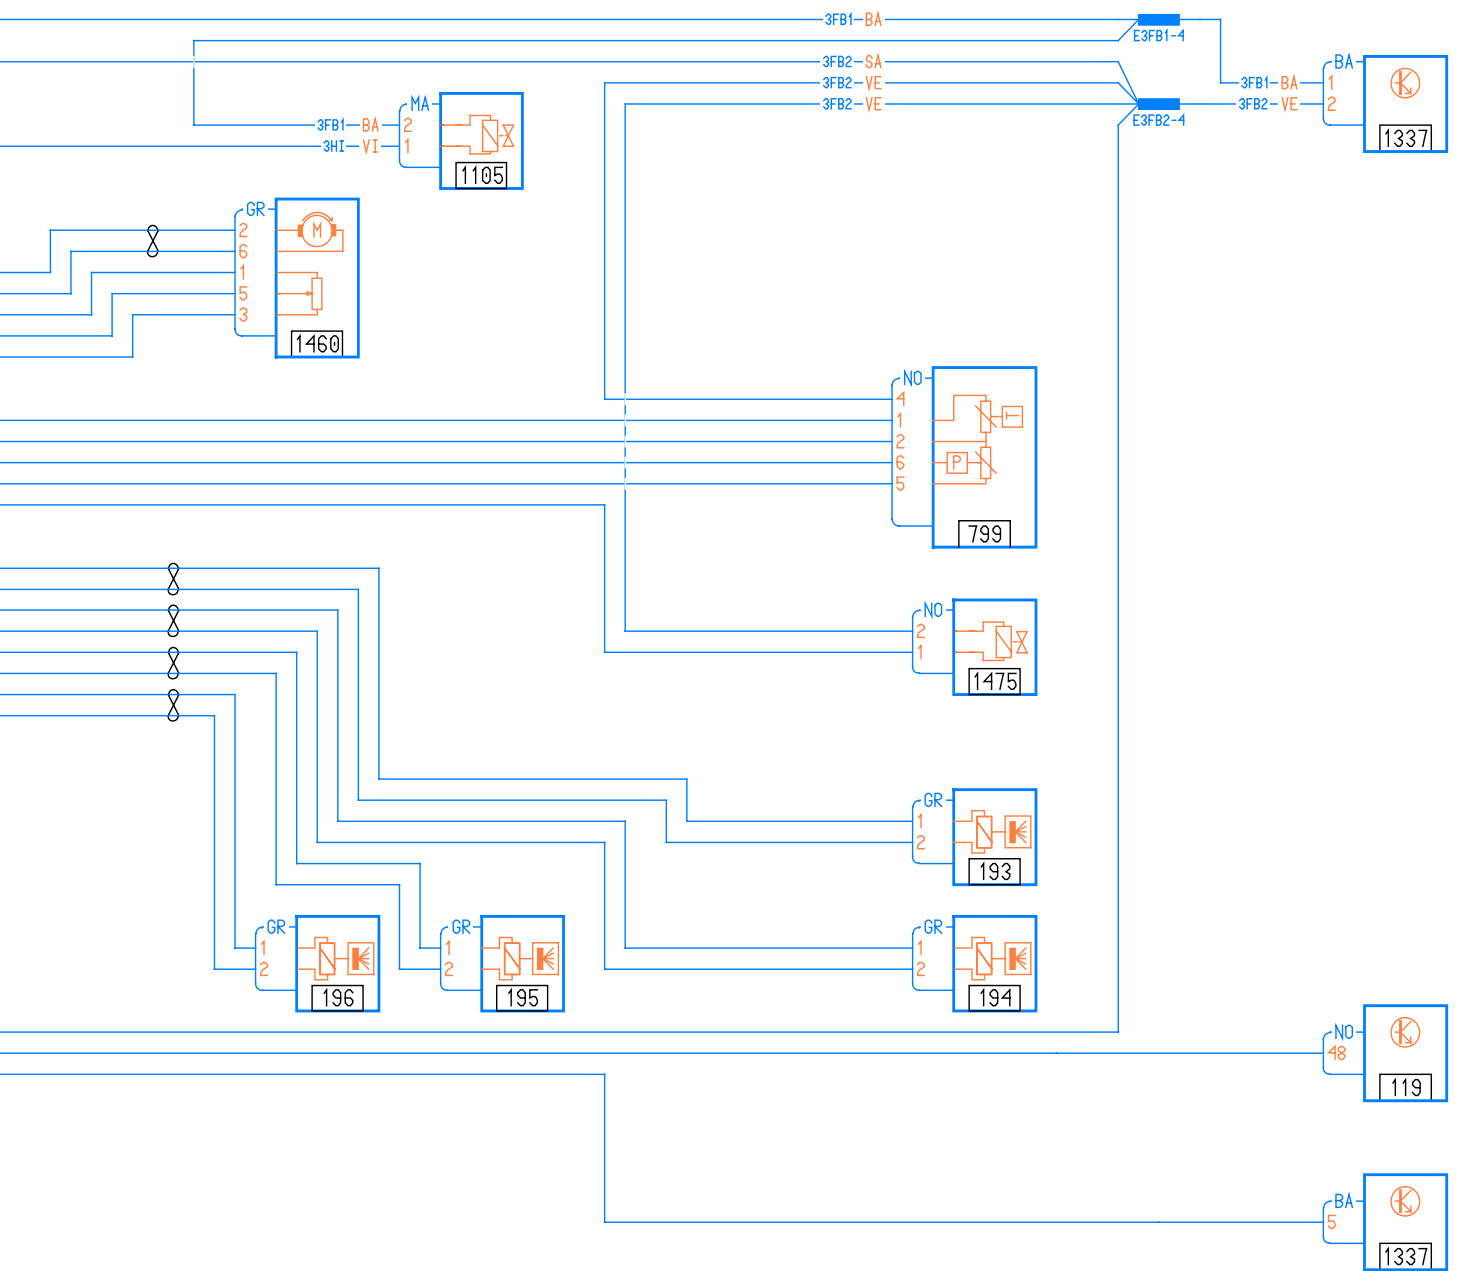 3FB1 BA
E3FB1-4
3FB2 SA
BA
3FB2 VE
3FB1 BA 1
3FB2 VE
3FB2 VE 2
E3FB2-4
1337
MA
3FB1 BA 2
3HI VI 1
1105
GR
2
M
6
1
5
3
1460
NO
4
T
1
2
6
P
5
799
NO
2
1
1475
GR
1
2
193
GR
1
2
196
GR
1
2
195
GR
1
2
194
NO
48
119
BA
5
1337